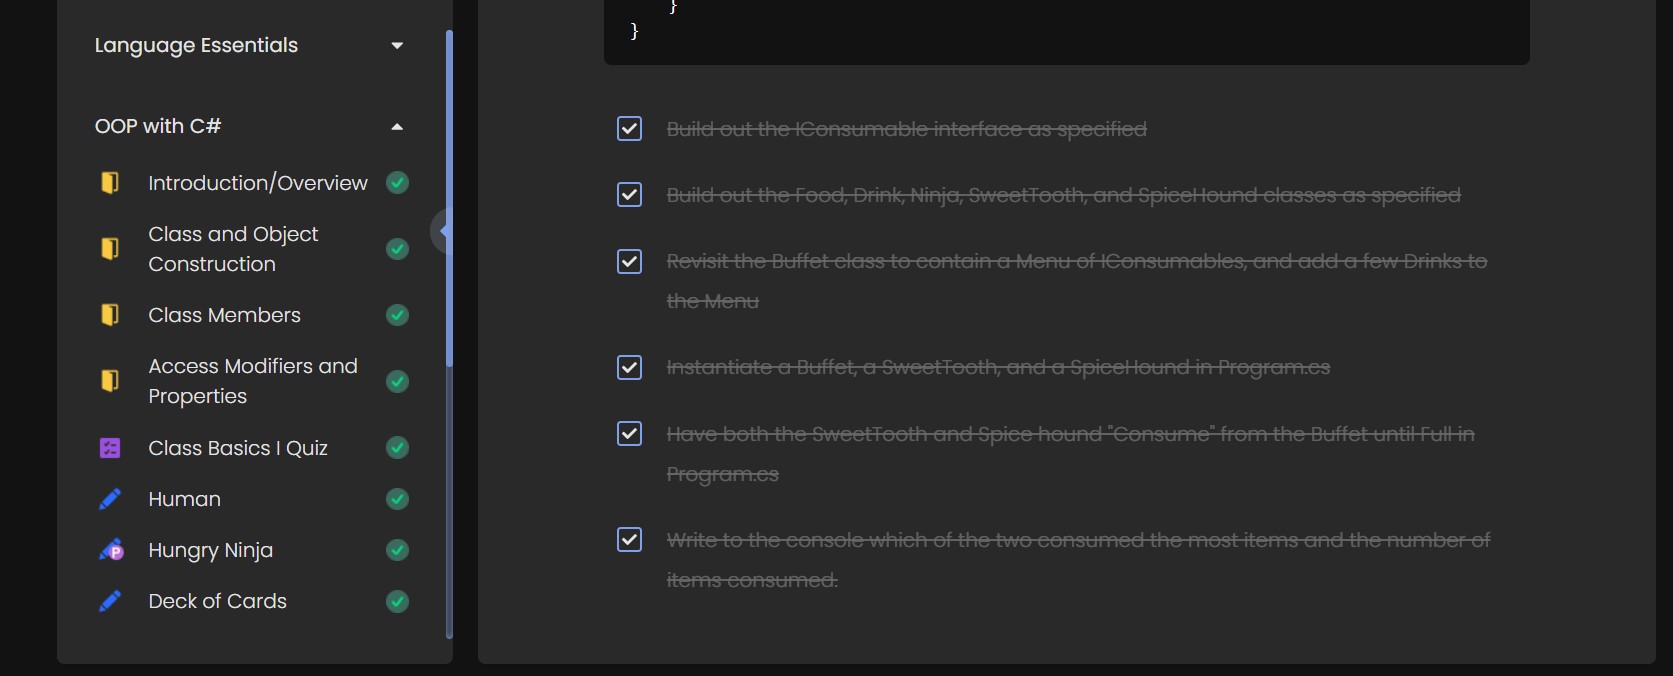 Language Essentials
OOP with C#
Introduction/Overview
Class and Object
Construction
Class Members
Access Modifiers and
Properties
Class Basics I Quiz
Human
P
Hungry Ninja
Deck of Cards
}
}
Build out the IConsumable interface as specified
Build out the Food, Drink, Ninja, SweetTooth, and SpiceHound classes as specified
Revisit the Buffet class to contain a Menu of IConsumables, and add a few Drinks to
the Menu
Instantiate a Buffet, a SweetTooth, and a SpiceHound in Program.cs
Have both the SweetTooth and Spice hound "Consume" from the Buffet until Full in
Program.cs
Write to the console which of the two consumed the most items and the number of
items consumed.